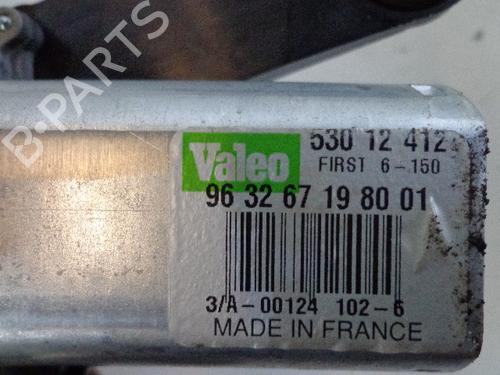 B-PARTS
Valeo
530 12 412
FIRST 6-150
96 32 67 19 80 01
3/A-00124 102-6
MADE IN FRANCE